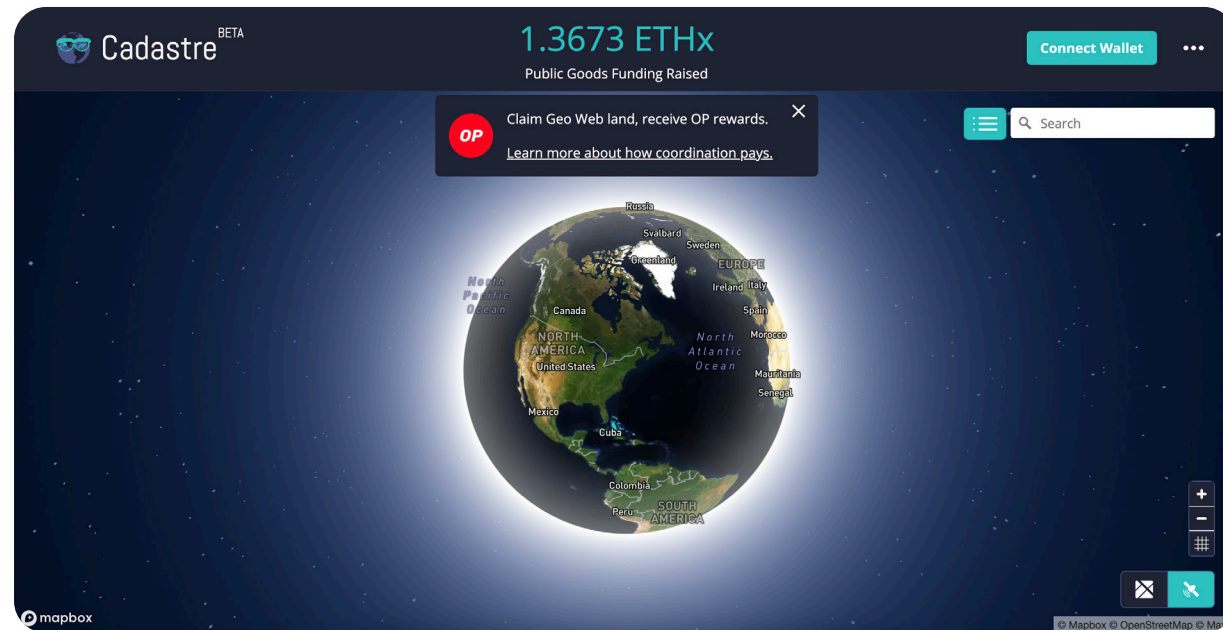 Cadastre BETA
1.3673 ETHx
Public Goods Funding Raised
Connect Wallet
OP
Claim Geo Web land, receive OP rewards.
Learn more about how coordination pays.
Search
Russia
Svalbard
Sweden
Greenland
EUROPE
North
Pacific
Ocean
Ireland
Italy
Canada
Spain
NORTH
AMERICA
North
Atlantic
Ocean
Morocco
United States
Mauritania
Senegal
Mexico
Cuba
Colombia
Peru
SOUTH
AMERICA
mapbox
© Mapbox © OpenStreetMap © Ma